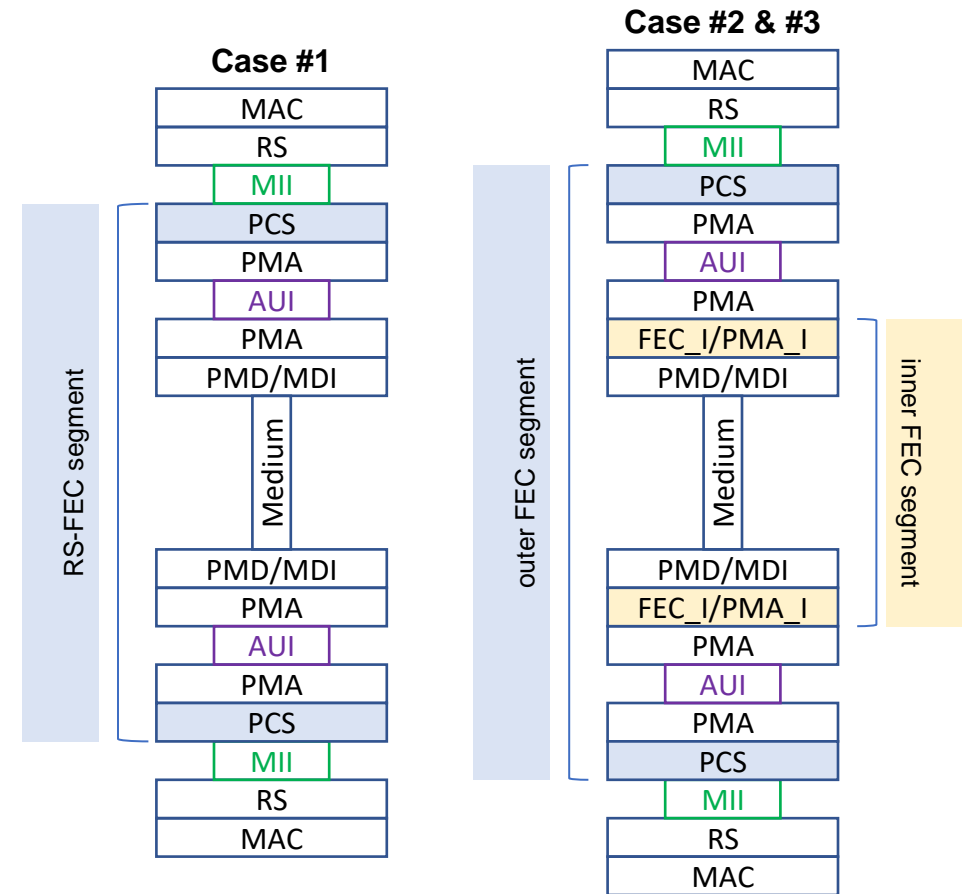 Case #1
MAC
RS
MII
PCS
PMA
AUI
PMA
PMD/MDI
Medium
PMD/MDI
PMA
AUI
PMA
PCS
MII
RS
MAC
RS-FEC segment
Case #2 & #3
MAC
RS
MII
PCS
PMA
AUI
PMA
FEC_I/PMA_I
PMD/MDI
Medium
PMD/MDI
FEC_I/PMA_I
PMA
AUI
PMA
PCS
MII
RS
MAC
outer FEC segment
inner FEC segment